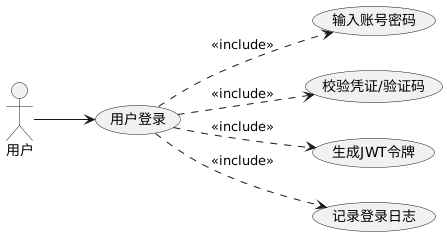 输入账号密码
<<include>>
校验凭证/验证码
<<include>>
用户登录
用户
<<include>>
生成JWT令牌
<<include>>
记录登录日志